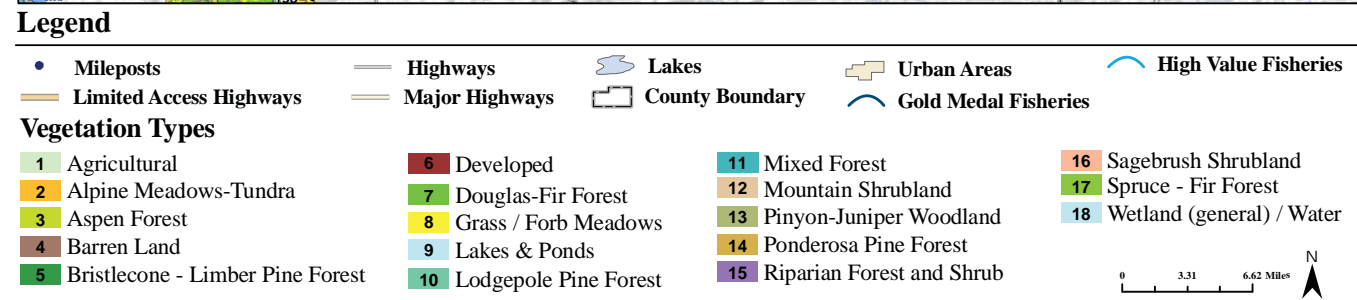 Legend
Mileposts
Highways
Lakes
Urban Areas
High Value Fisheries
Limited Access Highways
Major Highways
County Boundary
Gold Medal Fisheries
Vegetation Types
1 Agricultural
2 Alpine Meadows-Tundra
3 Aspen Forest
4 Barren Land
5 Bristlecone - Limber Pine Forest
6 Developed
7 Douglas-Fir Forest
8 Grass / Forb Meadows
9 Lakes & Ponds
10 Lodgepole Pine Forest
11 Mixed Forest
12 Mountain Shrubland
13 Pinyon-Juniper Woodland
14 Ponderosa Pine Forest
15 Riparian Forest and Shrub
16 Sagebrush Shrubland
17 Spruce - Fir Forest
18 Wetland (general) / Water
N
0 3.31 6.62 Miles